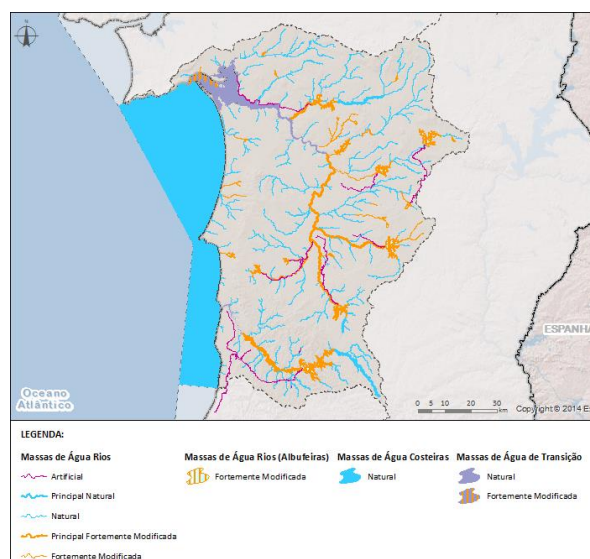 N
ESPANHA
Oceano
Atlântico
0 5 10 20 30
km
Copyright © 2014 Es
LEGENDA:
Massas de Água Rios
Artificial
Principal Natural
Natural
Principal Fortemente Modificada
Fortemente Modificada
Massas de Água Rios (Albufeiras)
Fortemente Modificada
Massas de Água Costeiras
Natural
Massas de Água de Transição
Natural
Fortemente Modificada